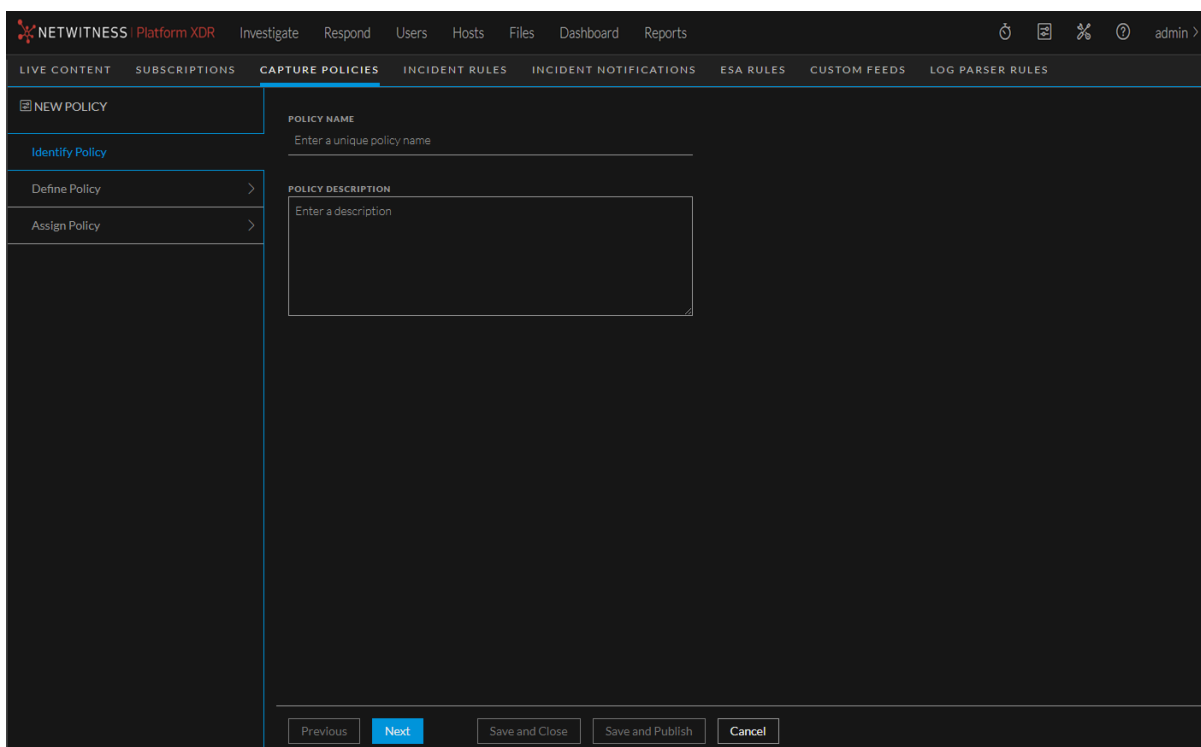 NETWITNESS Platform XDR Investigate Respond Users Hosts Files Dashboard Reports admin
LIVE CONTENT SUBSCRIPTIONS CAPTURE POLICIES INCIDENT RULES INCIDENT NOTIFICATIONS ESA RULES CUSTOM FEEDS LOG PARSER RULES
NEW POLICY
Identify Policy
Define Policy
Assign Policy
POLICY NAME
Enter a unique policy name
POLICY DESCRIPTION
Enter a description
Previous Next Save and Close Save and Publish Cancel